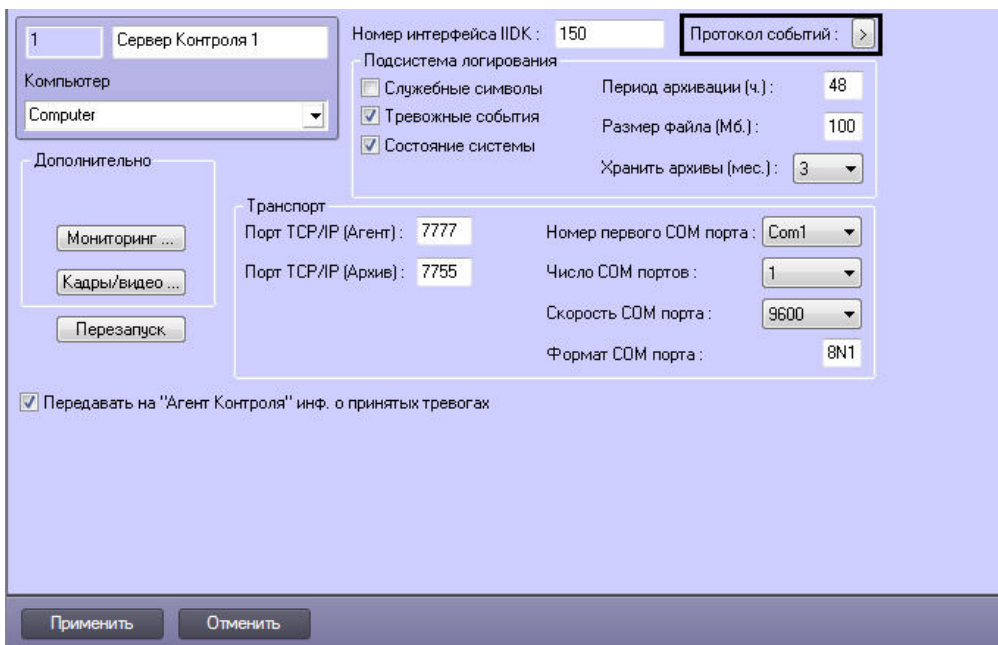 1 Сервер Контроля 1
Компьютер
Computer
Номер интерфейса IIDK : 150
Протокол событий : >
Подсистема логирования
Служебные символы
Тревожные события
Состояние системы
Период архивации (ч.) : 48
Размер файла (Мб.) : 100
Хранить архивы (мес.) : 3
Дополнительно
Мониторинг ...
Кадры/видео ...
Перезапуск
Транспорт
Порт TCP/IP (Агент) : 7777
Порт TCP/IP (Архив) : 7755
Номер первого COM порта : Com1
Число COM портов : 1
Скорость COM порта : 9600
Формат COM порта : 8N1
Передавать на "Агент Контроля" инф. о принятых тревогах
Применить Отменить